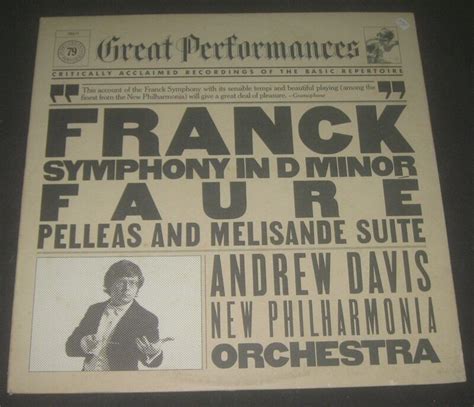 79
Great Performances
CRITICALLY ACCLAIMED RECORDINGS OF THE BASIC REPERTOIRE
"This account of the Franck Symphony with its sensible tempi and beautiful playing (among the
finest from the New Philharmonia) will give a great deal of pleasure. –Gramophone"
FRANCK
SYMPHONY IN D MINOR
FAURÉ
PELLEAS AND MELISANDE SUITE
ANDREW DAVIS
NEW PHILHARMONIA
ORCHESTRA